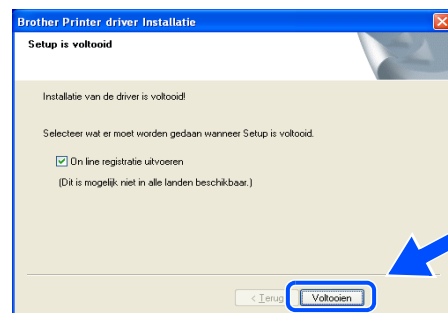 Brother Printer driver Installatie
Setup is voltooid
Installatie van de driver is voltooid!
Selecteer wat er moet worden gedaan wanneer Setup is voltooid.
On line registratie uitvoeren
(Dit is mogelijk niet in alle landen beschikbaar.)
< Terug
Voltooien